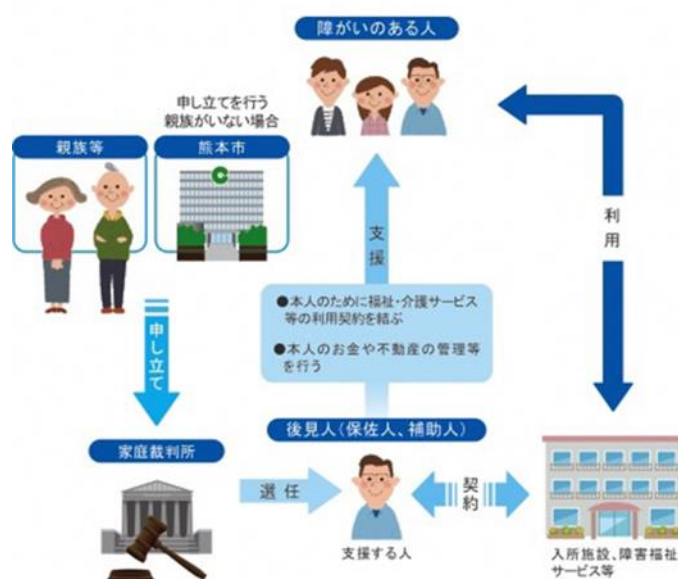 障がいのある人
申し立てを行う
親族がいない場合
親族等
熊本市
利用
支援
●本人のために福祉・介護サービス
等の利用契約を結ぶ
●本人のお金や不動産の管理等
を行う
申し立て
後見人(保佐人、補助人)
家庭裁判所
選任
契約
支援する人
入所施設、障害福祉
サービス等